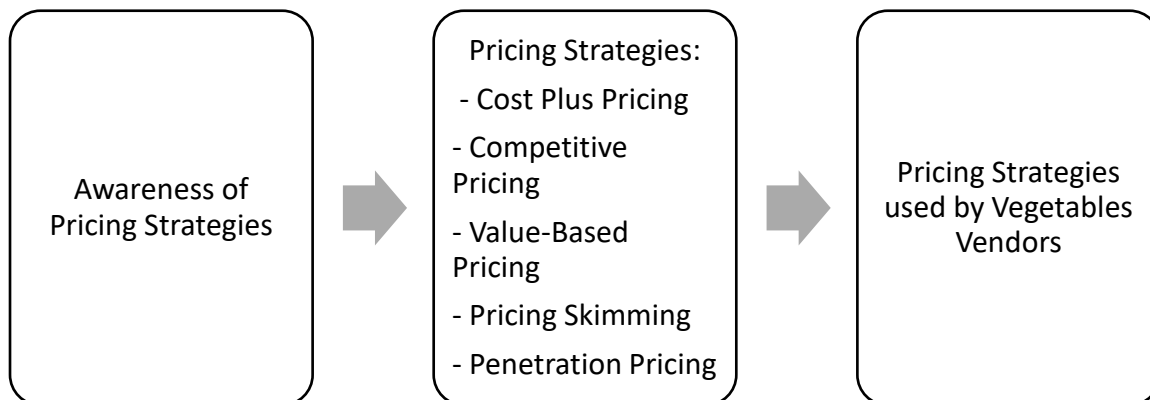 Awareness of
Pricing Strategies
Pricing Strategies:
- Cost Plus Pricing
- Competitive
Pricing
- Value-Based
Pricing
- Pricing Skimming
- Penetration Pricing
Pricing Strategies
used by Vegetables
Vendors